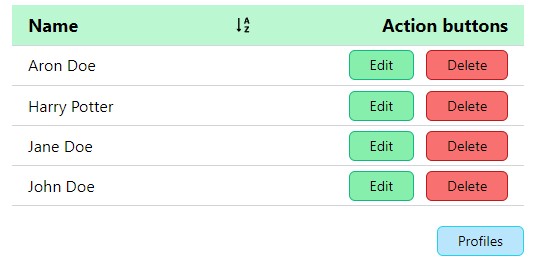 Name Action buttons
Aron Doe Edit Delete
Harry Potter Edit Delete
Jane Doe Edit Delete
John Doe Edit Delete
Profiles